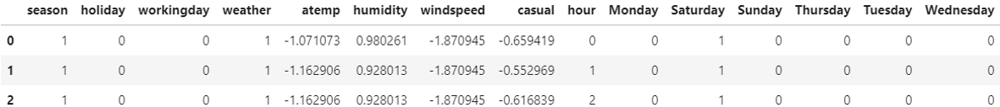 season holiday workingday weather atemp humidity windspeed casual hour Monday Saturday Sunday Thursday Tuesday Wednesday
0 1 0 0 1 -1.071073 0.980261 -1.870945 -0.659419 0 0 1 0 0 0 0
1 1 0 0 1 -1.162906 0.928013 -1.870945 -0.552969 1 0 1 0 0 0 0
2 1 0 0 1 -1.162906 0.928013 -1.870945 -0.616839 2 0 1 0 0 0 0